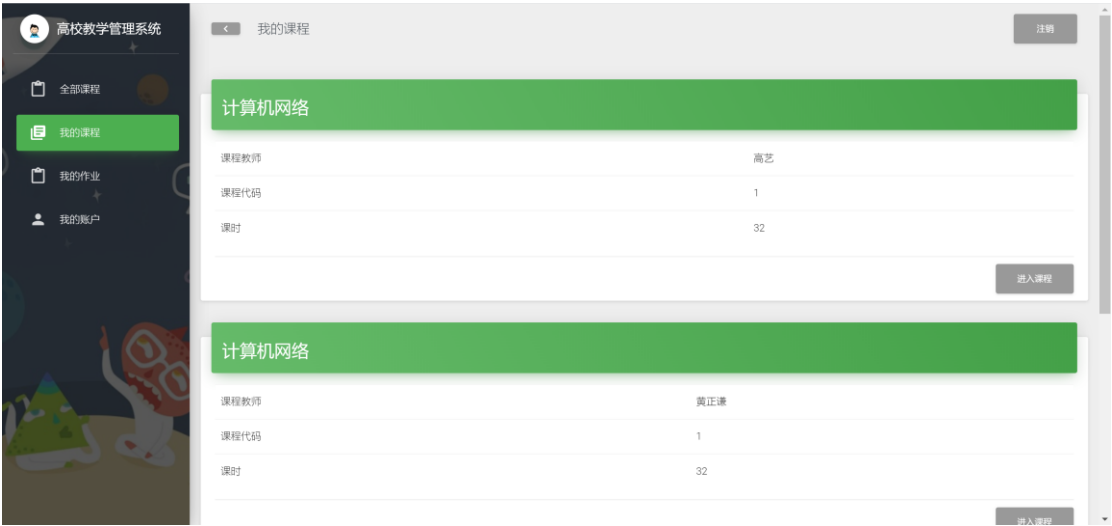 高校教学管理系统
我的课程
注销
全部课程
我的课程
我的作业
我的账户
计算机网络
课程教师 高艺
课程代码 1
课时 32
进入课程
计算机网络
课程教师 黄正谦
课程代码 1
课时 32
进入课程